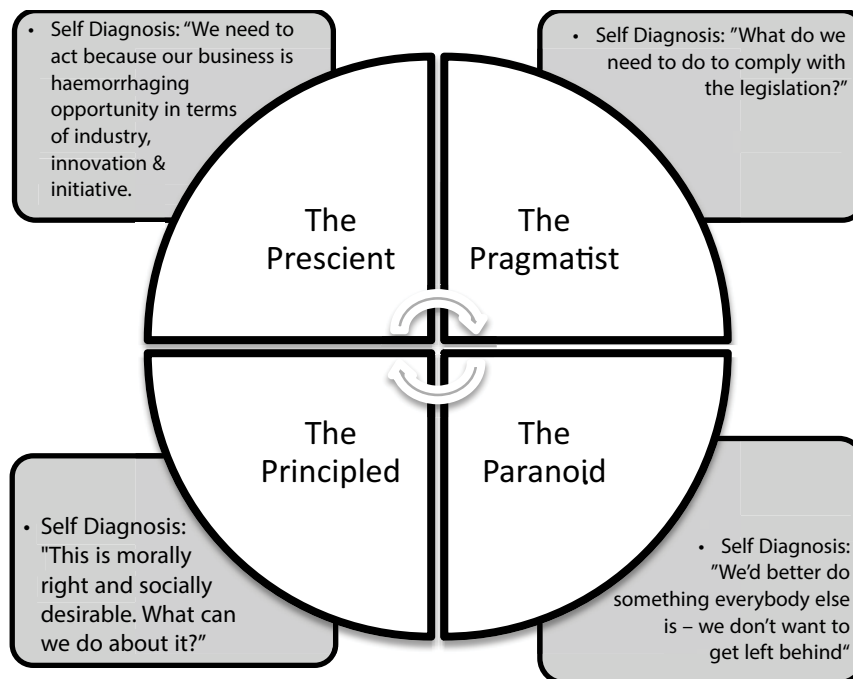 • Self Diagnosis: “We need to
act because our business is
haemorrhaging
opportunity in terms
of industry,
innovation &
initiative.
• Self Diagnosis: ”What do we
need to do to comply with
the legislation?”
The
Prescient
The
Pragmatist
The
Principled
The
Paranoid
• Self Diagnosis:
"This is morally
right and socially
desirable. What can
we do about it?”
• Self Diagnosis:
”We’d better do
something everybody else
is – we don’t want to
get left behind“